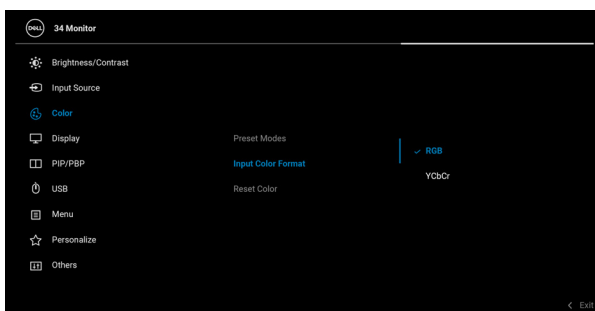 DELL 34 Monitor
Brightness/Contrast
Input Source
Color
Display
PIP/PBP
USB
Menu
Personalize
Others
Preset Modes
Input Color Format
Reset Color
RGB
YCbCr
Exit